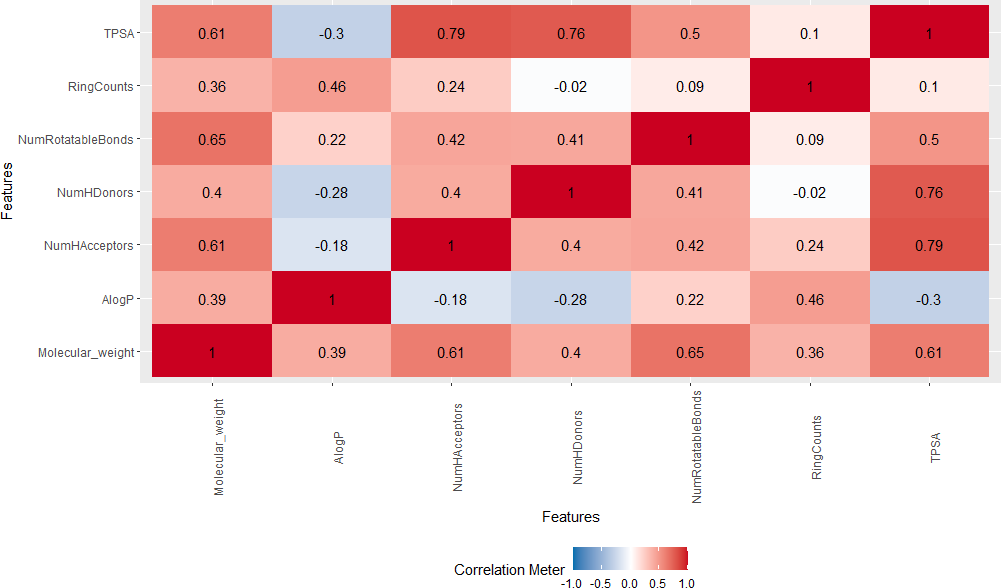 TPSA 0.61 -0.3 0.79 0.76 0.5 0.1 1
RingCounts 0.36 0.46 0.24 -0.02 0.09 1 0.1
NumRotatableBonds 0.65 0.22 0.42 0.41 1 0.09 0.5
NumHDonors 0.4 -0.28 0.4 1 0.41 -0.02 0.76
NumHAcceptors 0.61 -0.18 1 0.4 0.42 0.24 0.79
AlogP 0.39 1 -0.18 -0.28 0.22 0.46 -0.3
Molecular_weight 1 0.39 0.61 0.4 0.65 0.36 0.61
Features
Molecular_weight
AlogP
NumHAcceptors
NumHDonors
NumRotatableBonds
RingCounts
TPSA
Features
Correlation Meter
-1.0 -0.5 0.0 0.5 1.0